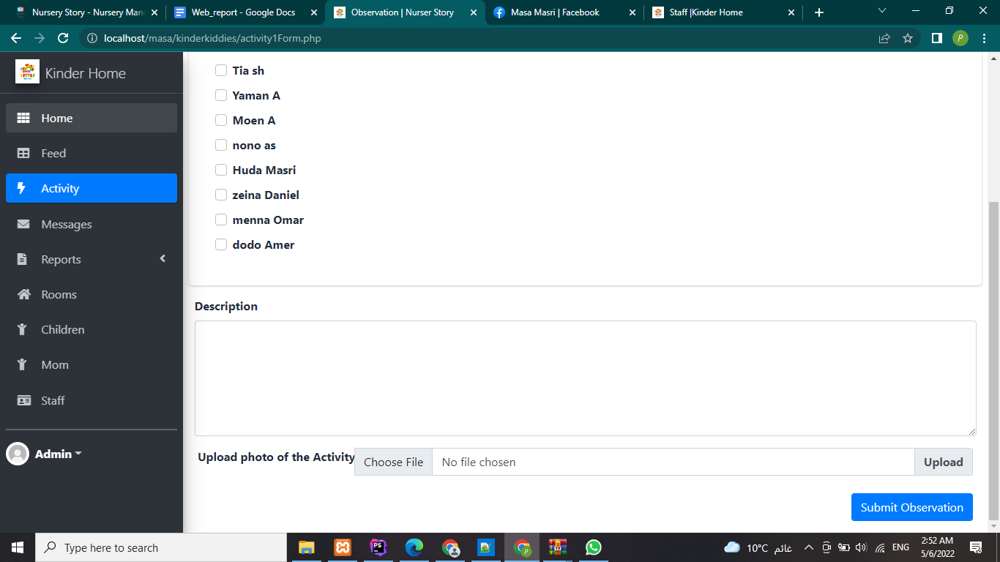 Nursery Story - Nursery Man
Web_report - Google Docs
Observation | Nurser Story
Masa Masri | Facebook
Staff |Kinder Home
localhost/masa/kinderkiddies/activity1Form.php
P
Kinder Home
Home
Feed
Activity
Messages
Reports
Rooms
Children
Mom
Staff
Admin
Tia sh
Yaman A
Moen A
nono as
Huda Masri
zeina Daniel
menna Omar
dodo Amer
Description
Upload photo of the Activity
Choose File
No file chosen
Upload
Submit Observation
Type here to search
PS
10°C غائم
ENG
2:52 AM
5/6/2022